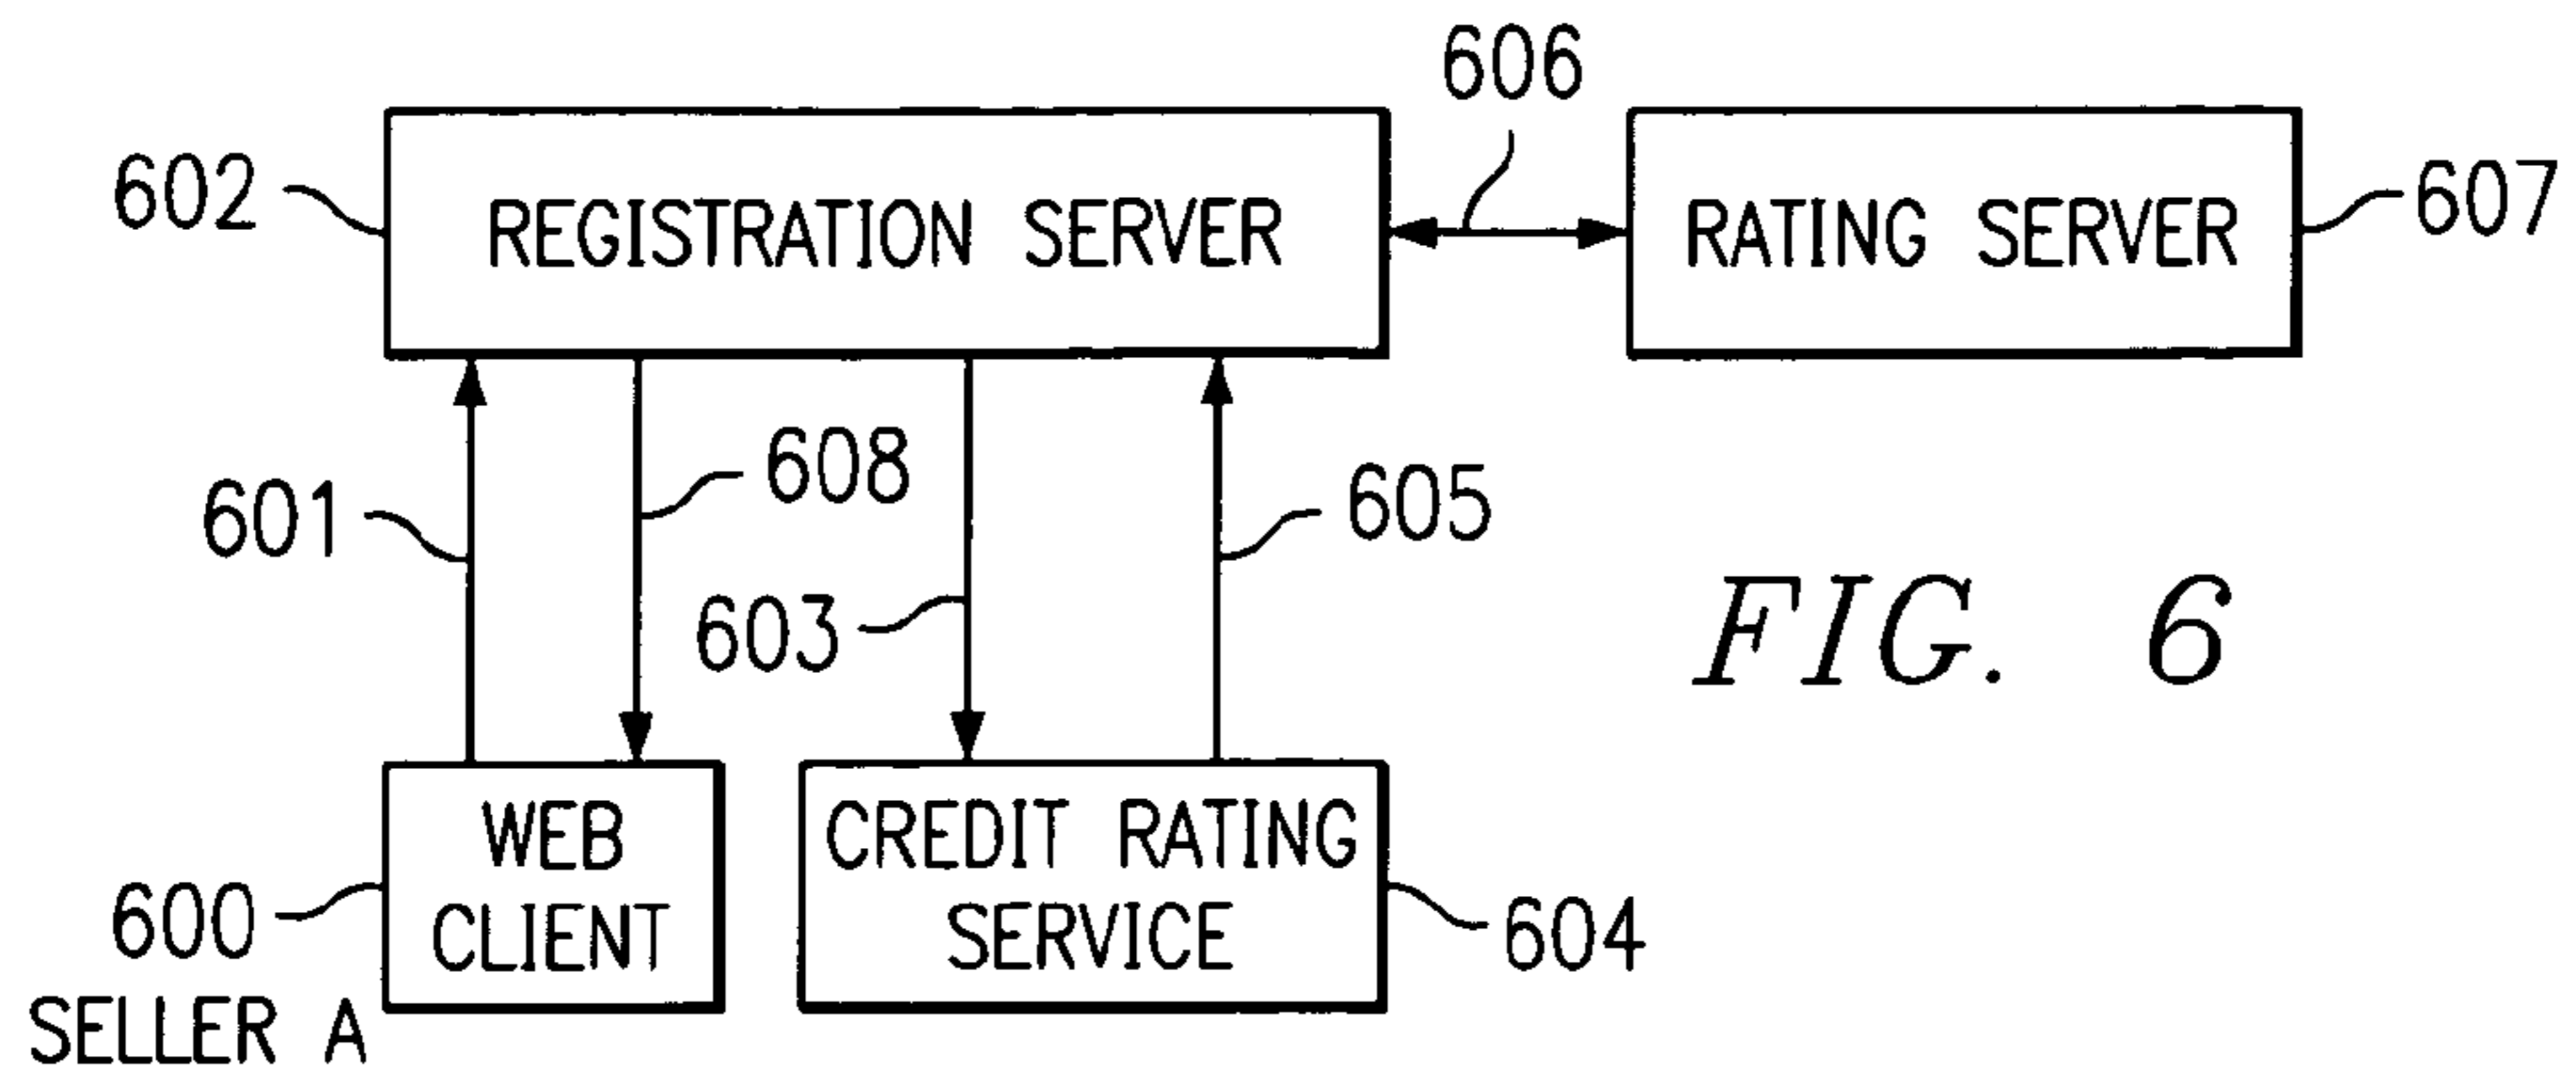 606
602
REGISTRATION SERVER
RATING SERVER
607
608
601
605
603
FIG. 6
WEB
CLIENT
CREDIT RATING
SERVICE
600
604
SELLER A